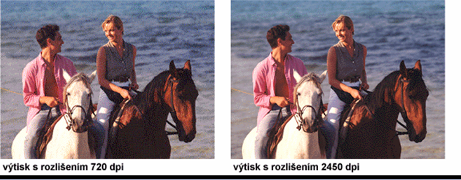 výtisk s rozlišením 720 dpi
výtisk s rozlišením 2450 dpi